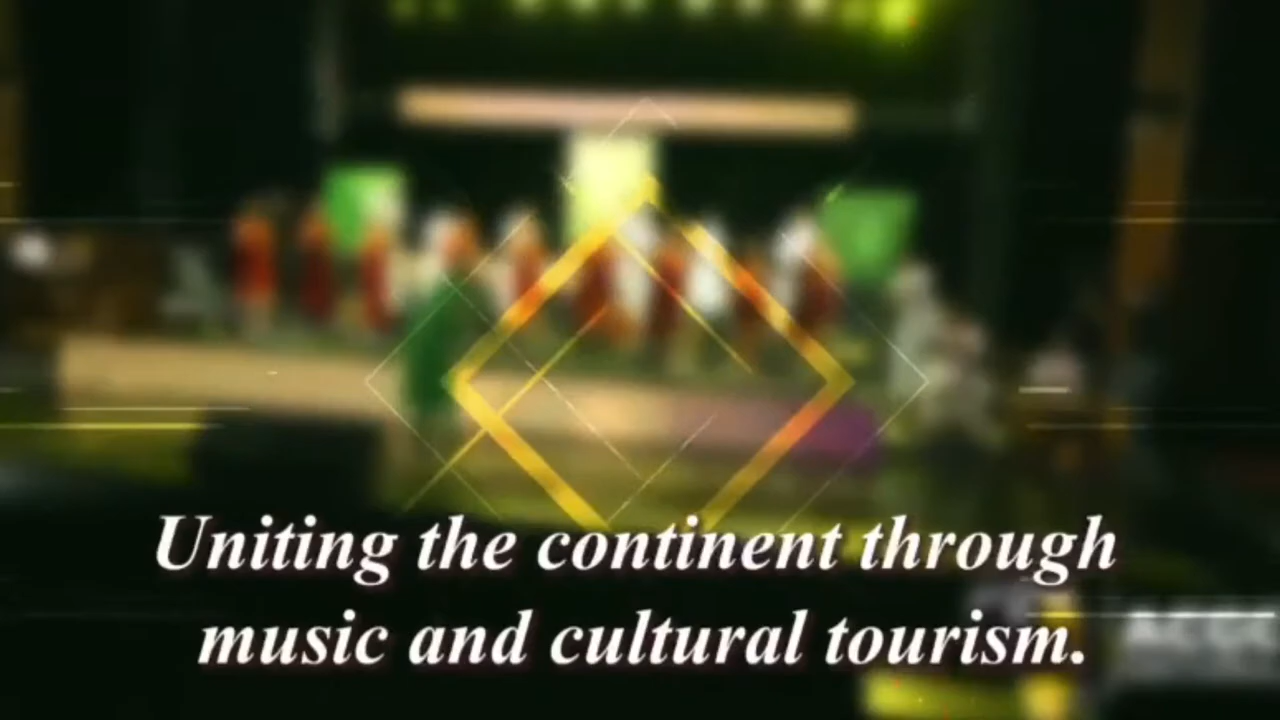 Uniting the continent through
music and cultural tourism.